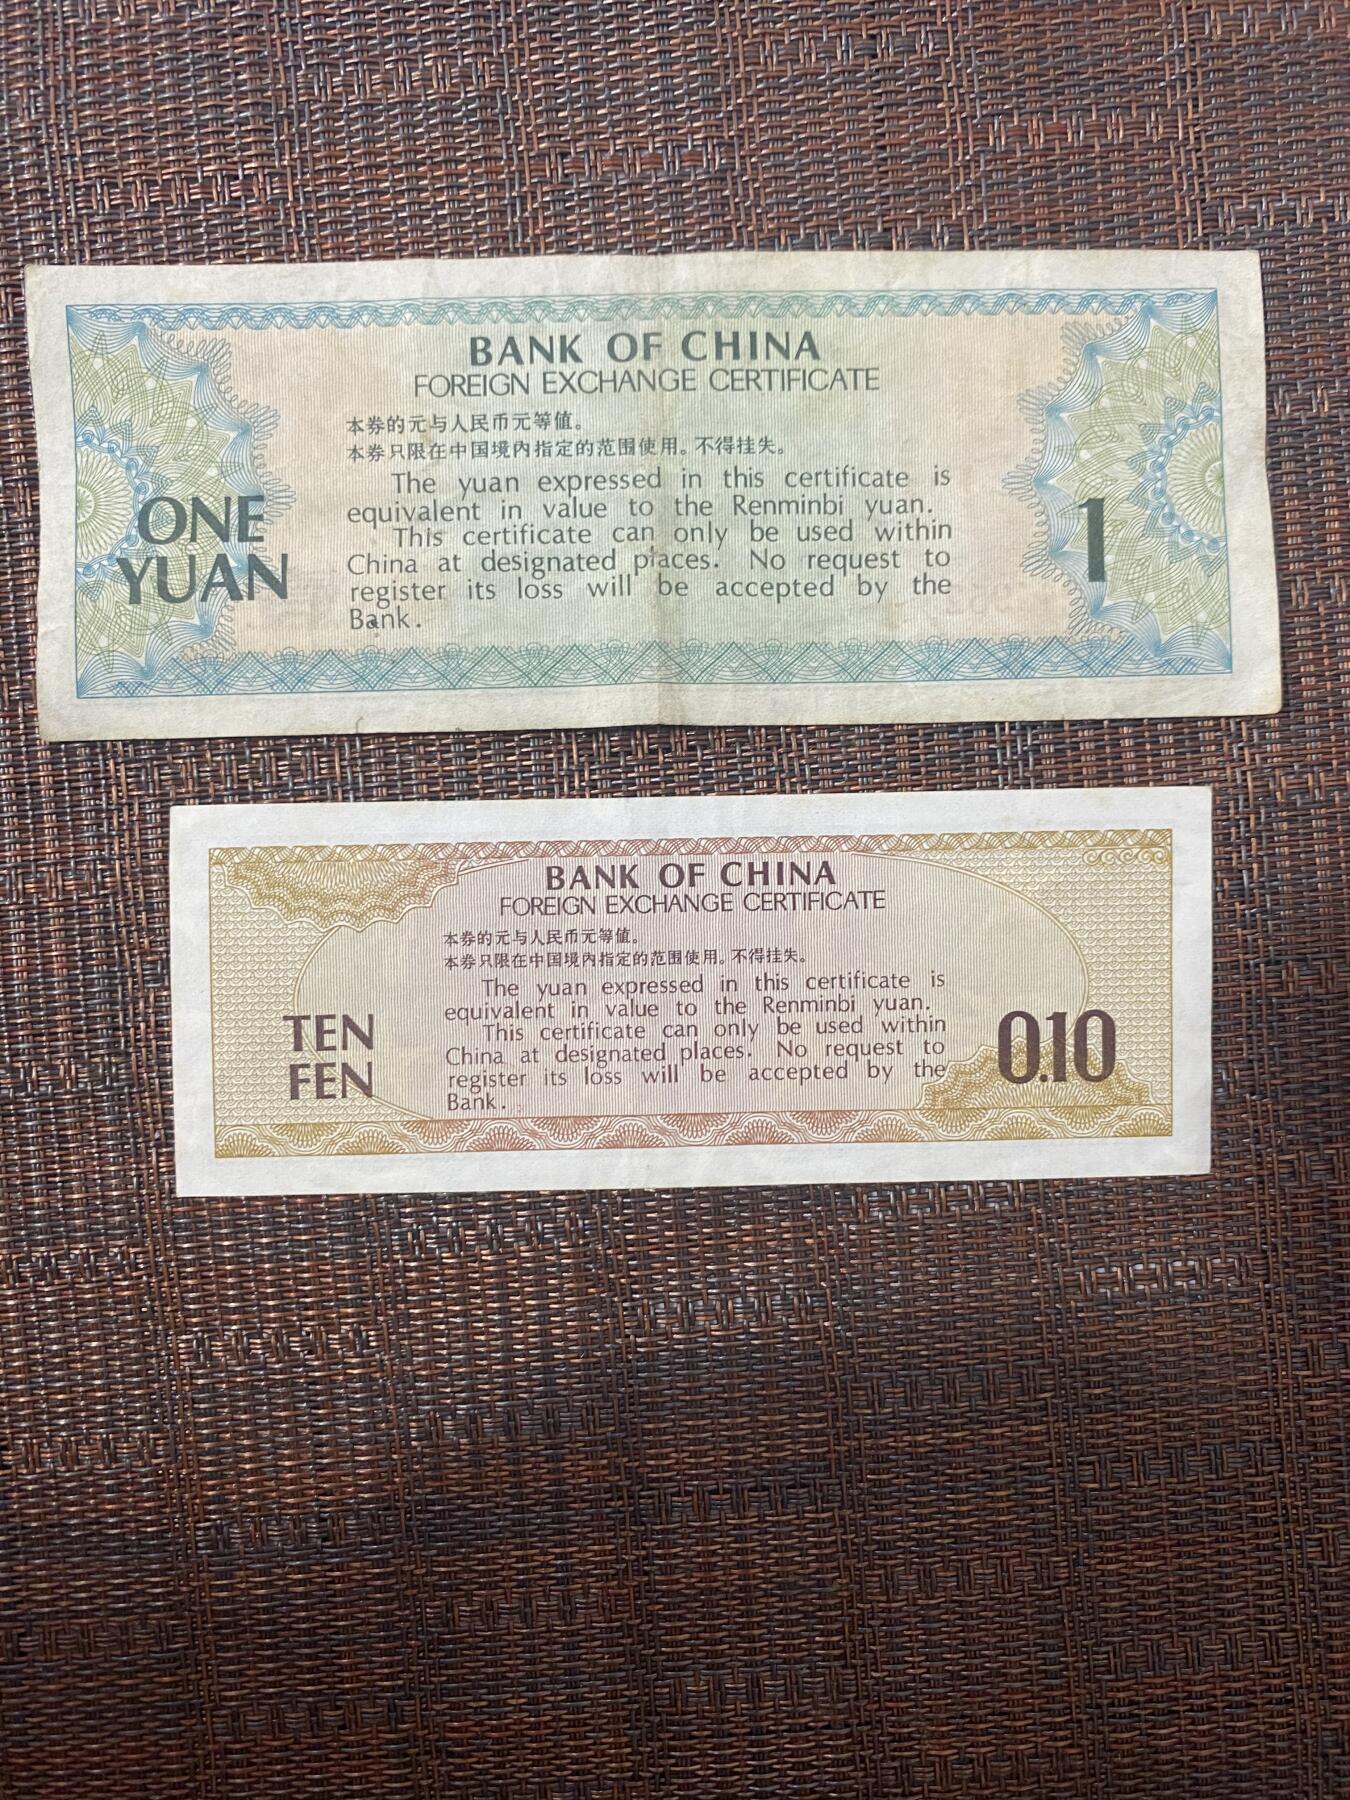 BANK OF CHINA
FOREIGN EXCHANGE CERTIFICATE
本券的元与人民币元等值。
本券只限在中国境内指定的范围使用。不得挂失。
The yuan expressed in this certificate is
equivalent in value to the Renminbi yuan.
This certificate can only be used within
China at designated places. No request to
register its loss will be accepted by the
Bank.
ONE
YUAN
1
BANK OF CHINA
FOREIGN EXCHANGE CERTIFICATE
本券的元与人民币元等值。
本券只限在中国境内指定的范围使用。不得挂失。
The yuan expressed in this certificate is
equivalent in value to the Renminbi yuan.
This certificate can only be used within
China at designated places. No request to
register its loss will be accepted by the
Bank.
TEN
FEN
0.10